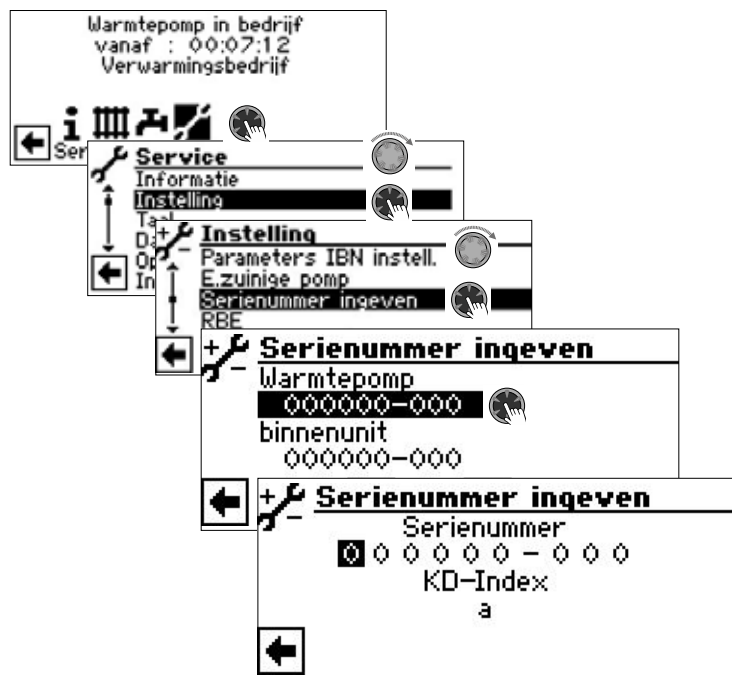 Warmtepomp in bedrijf
vanaf : 00:07:12
Verwarmingsbedrijf
Ser
Service
Informatie
Instelling
Taal
Da
Op
In
Instelling
Parameters IBN instell.
E.zuinige pomp
Serienummer ingeven
RBE
Serienummer ingeven
Warmtepomp
000000-000
binnenunit
000000-000
Serienummer ingeven
Serienummer
0 0 0 0 0 0 - 0 0 0
KD-Index
a